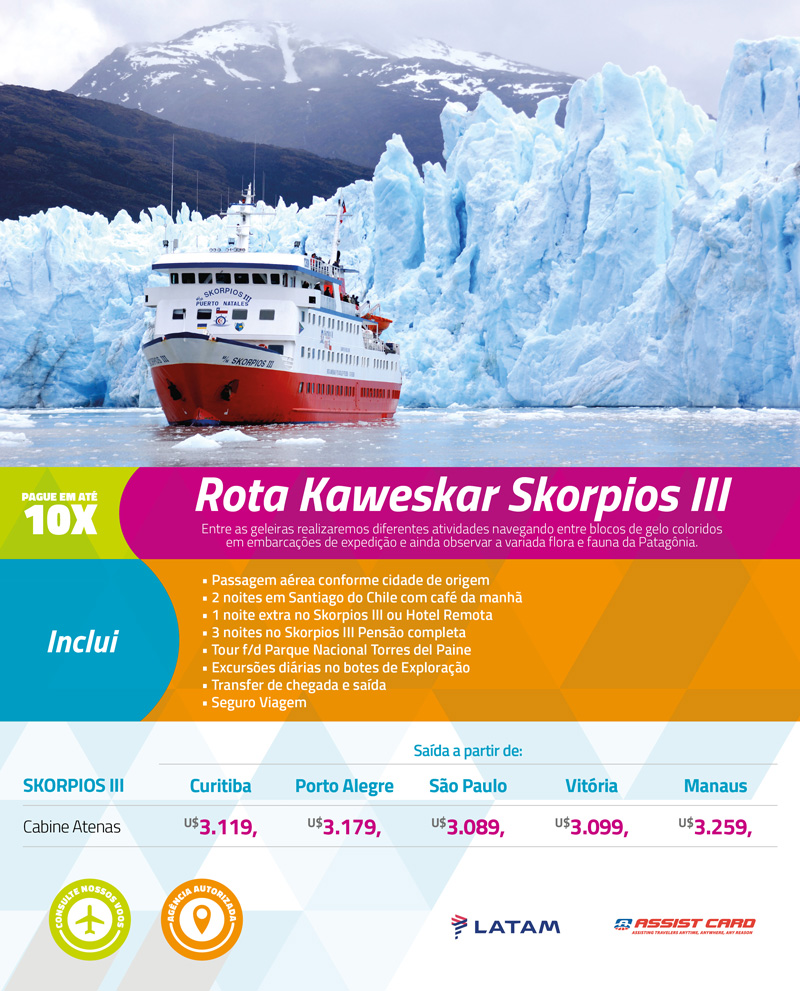 SKORPIOS III
M/N SKORPIOS III
PUERTO NATALES
SKORPIOS III
PAGUE EM ATÉ
10X
Rota Kaweskar Skorpios III
Entre as geleiras realizaremos diferentes atividades navegando entre blocos de gelo coloridos
em embarcações de expedição e ainda observar a variada flora e fauna da Patagônia.
Inclui
• Passagem aérea conforme cidade de origem
• 2 noites em Santiago do Chile com café da manhã
• 1 noite extra no Skorpios III ou Hotel Remota
• 3 noites no Skorpios III Pensão completa
• Tour f/d Parque Nacional Torres del Paine
• Excursões diárias no botes de Exploração
• Transfer de chegada e saída
• Seguro Viagem
Saída a partir de:
SKORPIOS III Curitiba Porto Alegre São Paulo Vitória Manaus
Cabine Atenas U$3.119, U$3.179, U$3.089, U$3.099, U$3.259,
CONSULTE NOSSOS VOOS
AGÊNCIA AUTORIZADA
LATAM
ASSIST CARD
ASSISTING TRAVELERS ANYTIME, ANYWHERE, ANY REASON